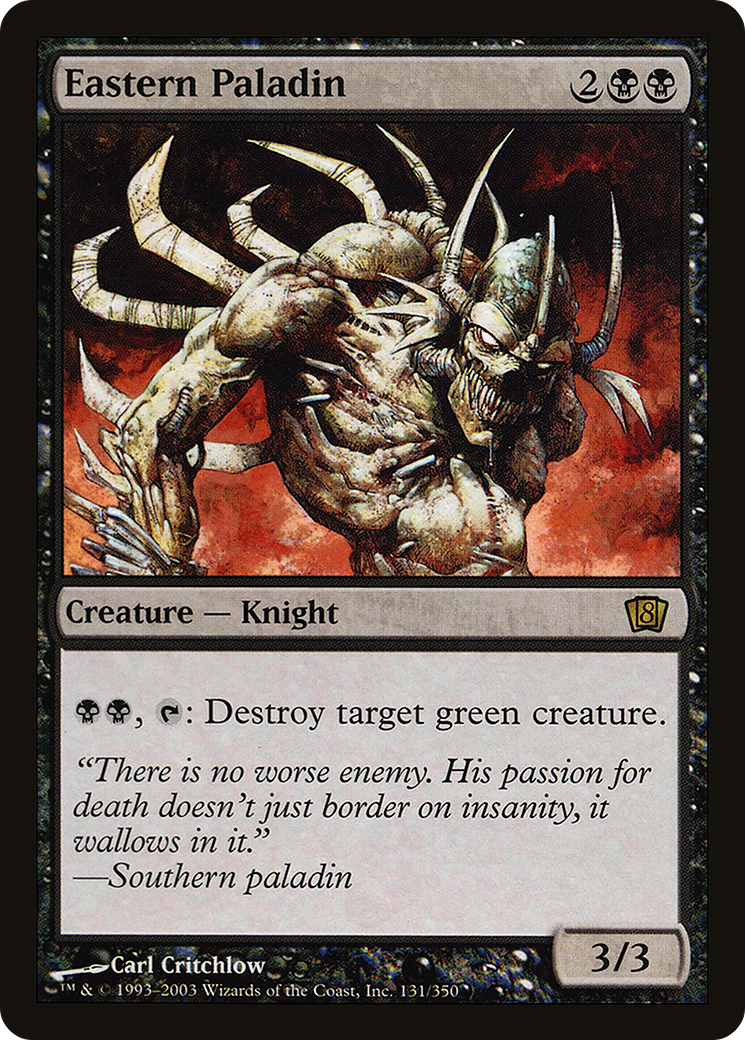 Eastern Paladin
2
Creature — Knight
8
, : Destroy target green creature.
“There is no worse enemy. His passion for
death doesn’t just border on insanity, it
wallows in it.”
—Southern paladin
3/3
Carl Critchlow
™ & © 1993–2003 Wizards of the Coast, Inc. 131/350